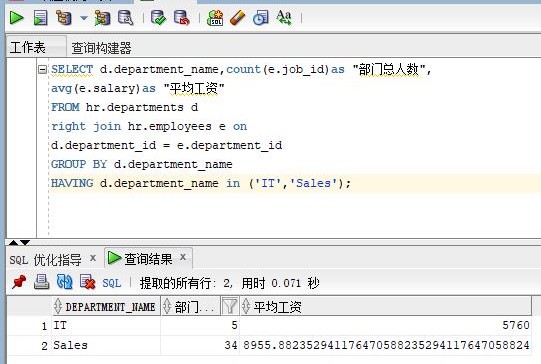 SQL
Aa
工作表 查询构建器
SELECT d.department_name,count(e.job_id)as "部门总人数",
avg(e.salary)as "平均工资"
FROM hr.departments d
right join hr.employees e on
d.department_id = e.department_id
GROUP BY d.department_name
HAVING d.department_name in ('IT','Sales');
SQL 优化指导 × 查询结果 ×
SQL | 提取的所有行: 2, 用时 0.071 秒
DEPARTMENT_NAME 部门... 平均工资
1 IT 5 5760
2 Sales 34 8955.88235294117647058823529411764705882​4